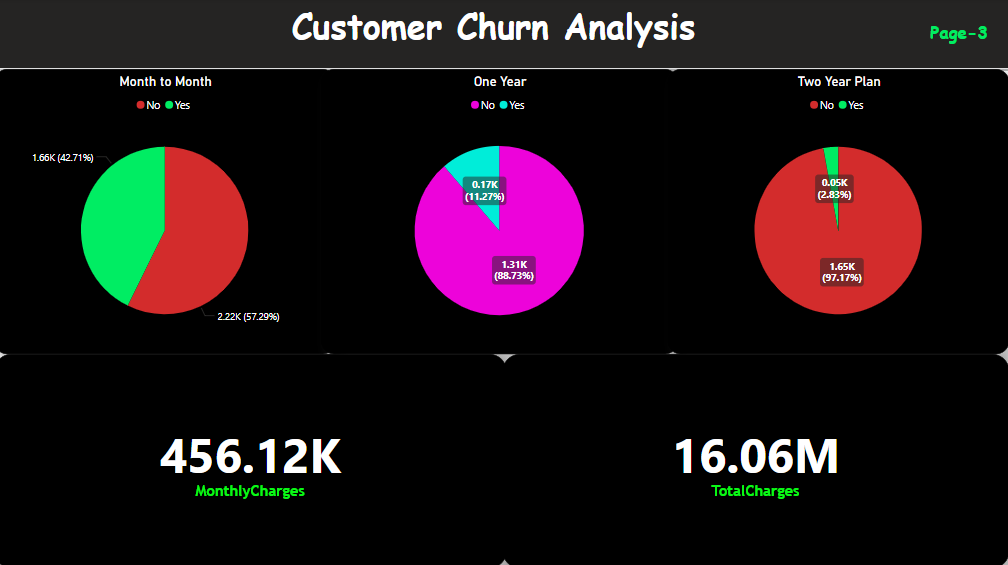 Customer Churn Analysis
Page-3
Month to Month
No Yes
1.66K (42.71%)
2.22K (57.29%)
One Year
No Yes
0.17K
(11.27%)
1.31K
(88.73%)
Two Year Plan
No Yes
0.05K
(2.83%)
1.65K
(97.17%)
456.12K
MonthlyCharges
16.06M
TotalCharges